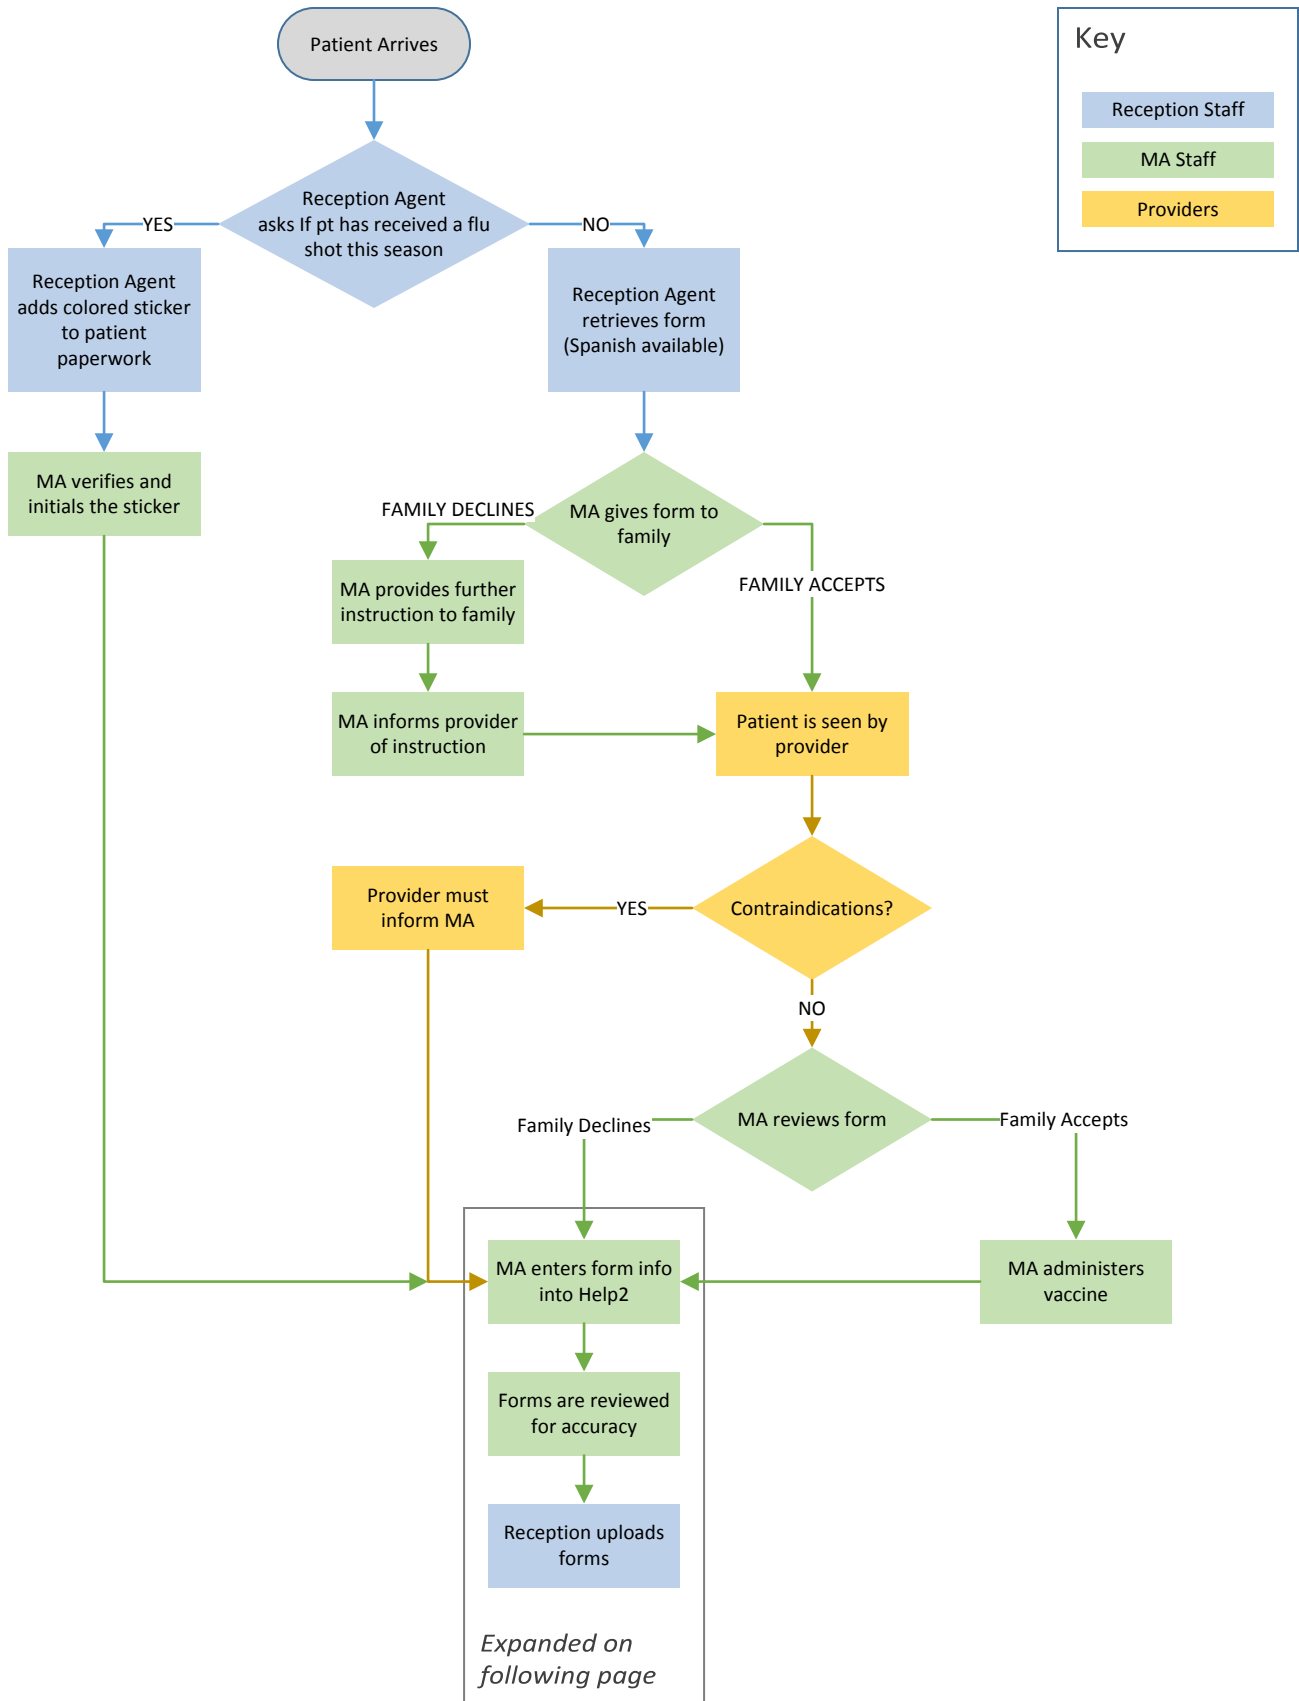 Patient Arrives
Key
Reception Staff
MA Staff
Providers
Reception Agent
asks If pt has received a flu
shot this season
YES
NO
Reception Agent
adds colored sticker
to patient
paperwork
Reception Agent
retrieves form
(Spanish available)
MA verifies and
initials the sticker
FAMILY DECLINES
MA gives form to
family
FAMILY ACCEPTS
MA provides further
instruction to family
MA informs provider
of instruction
Patient is seen by
provider
Provider must
inform MA
YES
Contraindications?
NO
Family Declines
MA reviews form
Family Accepts
MA enters form info
into Help2
MA administers
vaccine
Forms are reviewed
for accuracy
Reception uploads
forms
Expanded on
following page